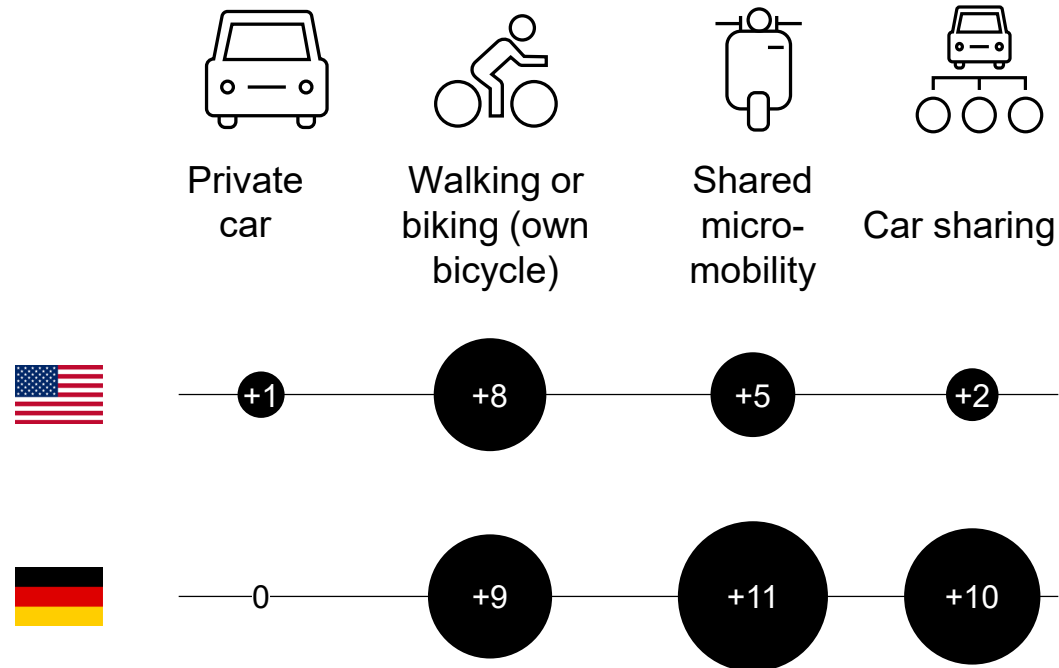 Private
car
Walking or
biking (own
bicycle)
Shared
micro-
mobility
Car sharing
+1
+8
+5
+2
0
+9
+11
+10